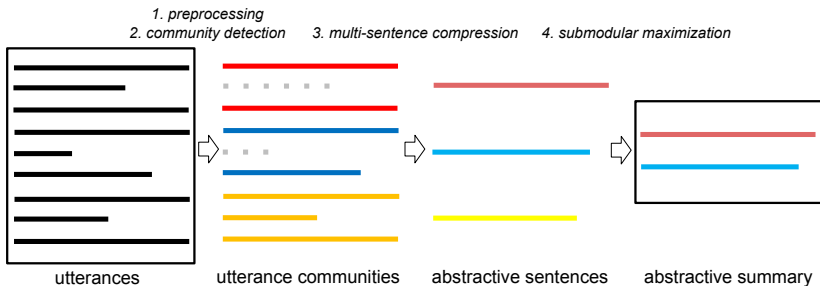 1. preprocessing
2. community detection
3. multi-sentence compression
4. submodular maximization
utterances
utterance communities
abstractive sentences
abstractive summary